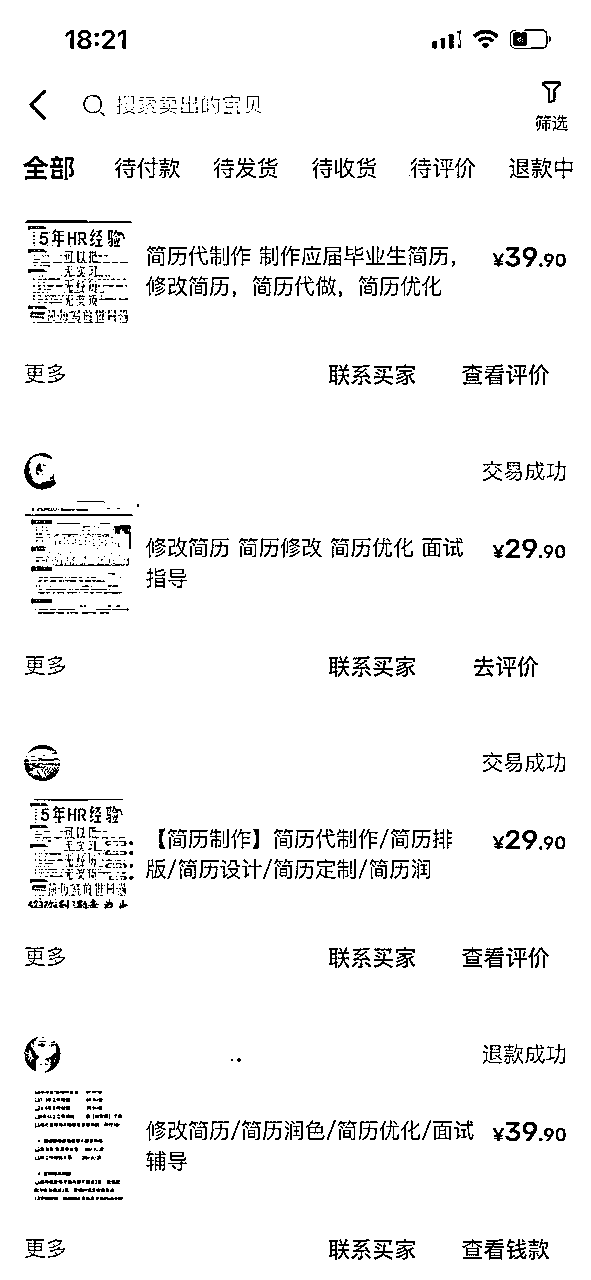 18:21
搜索卖出的宝贝
筛选
全部 待付款 待发货 待收货 待评价 退款中
15年HR经验
简历代制作 制作应届毕业生简历，
修改简历，简历代做，简历优化
¥39.90
更多 联系买家 查看评价
交易成功
修改简历 简历修改 简历优化 面试
指导
¥29.90
更多 联系买家 去评价
交易成功
15年HR经验
【简历制作】简历代制作/简历排
版/简历设计/简历定制/简历润
¥29.90
更多 联系买家 查看评价
退款成功
修改简历/简历润色/简历优化/面试
辅导
¥39.90
更多 联系买家 查看钱款